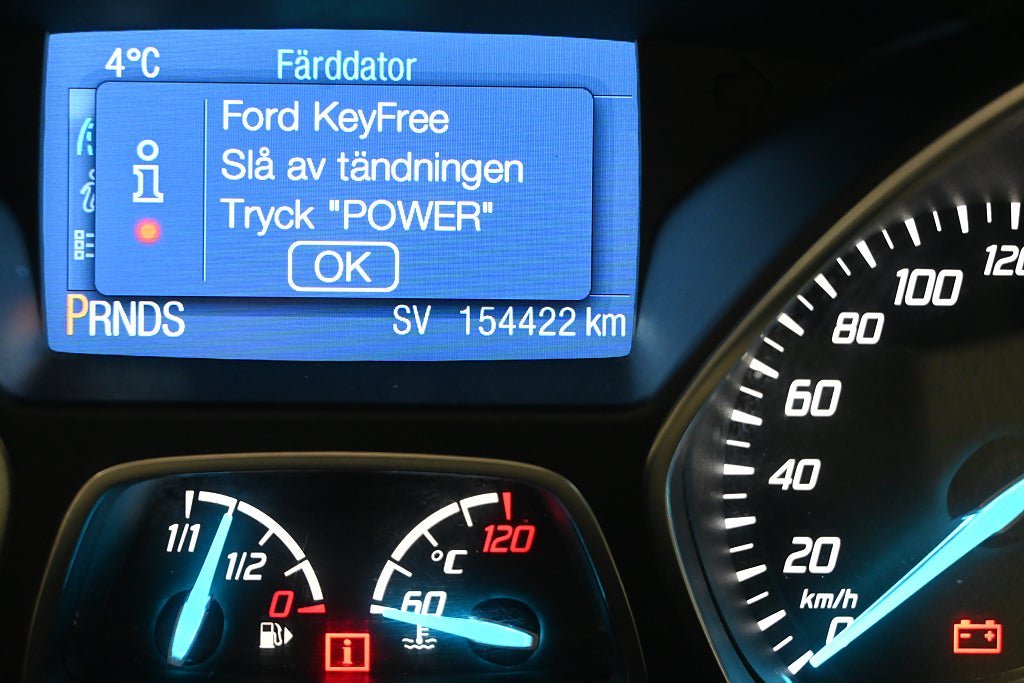 4°C Färddator
Ford KeyFree
Slå av tändningen
Tryck "POWER"
OK
PRNDS SV 154422 km
1/1
1/2
0
°C
120
60
120
100
80
60
40
20
km/h
0